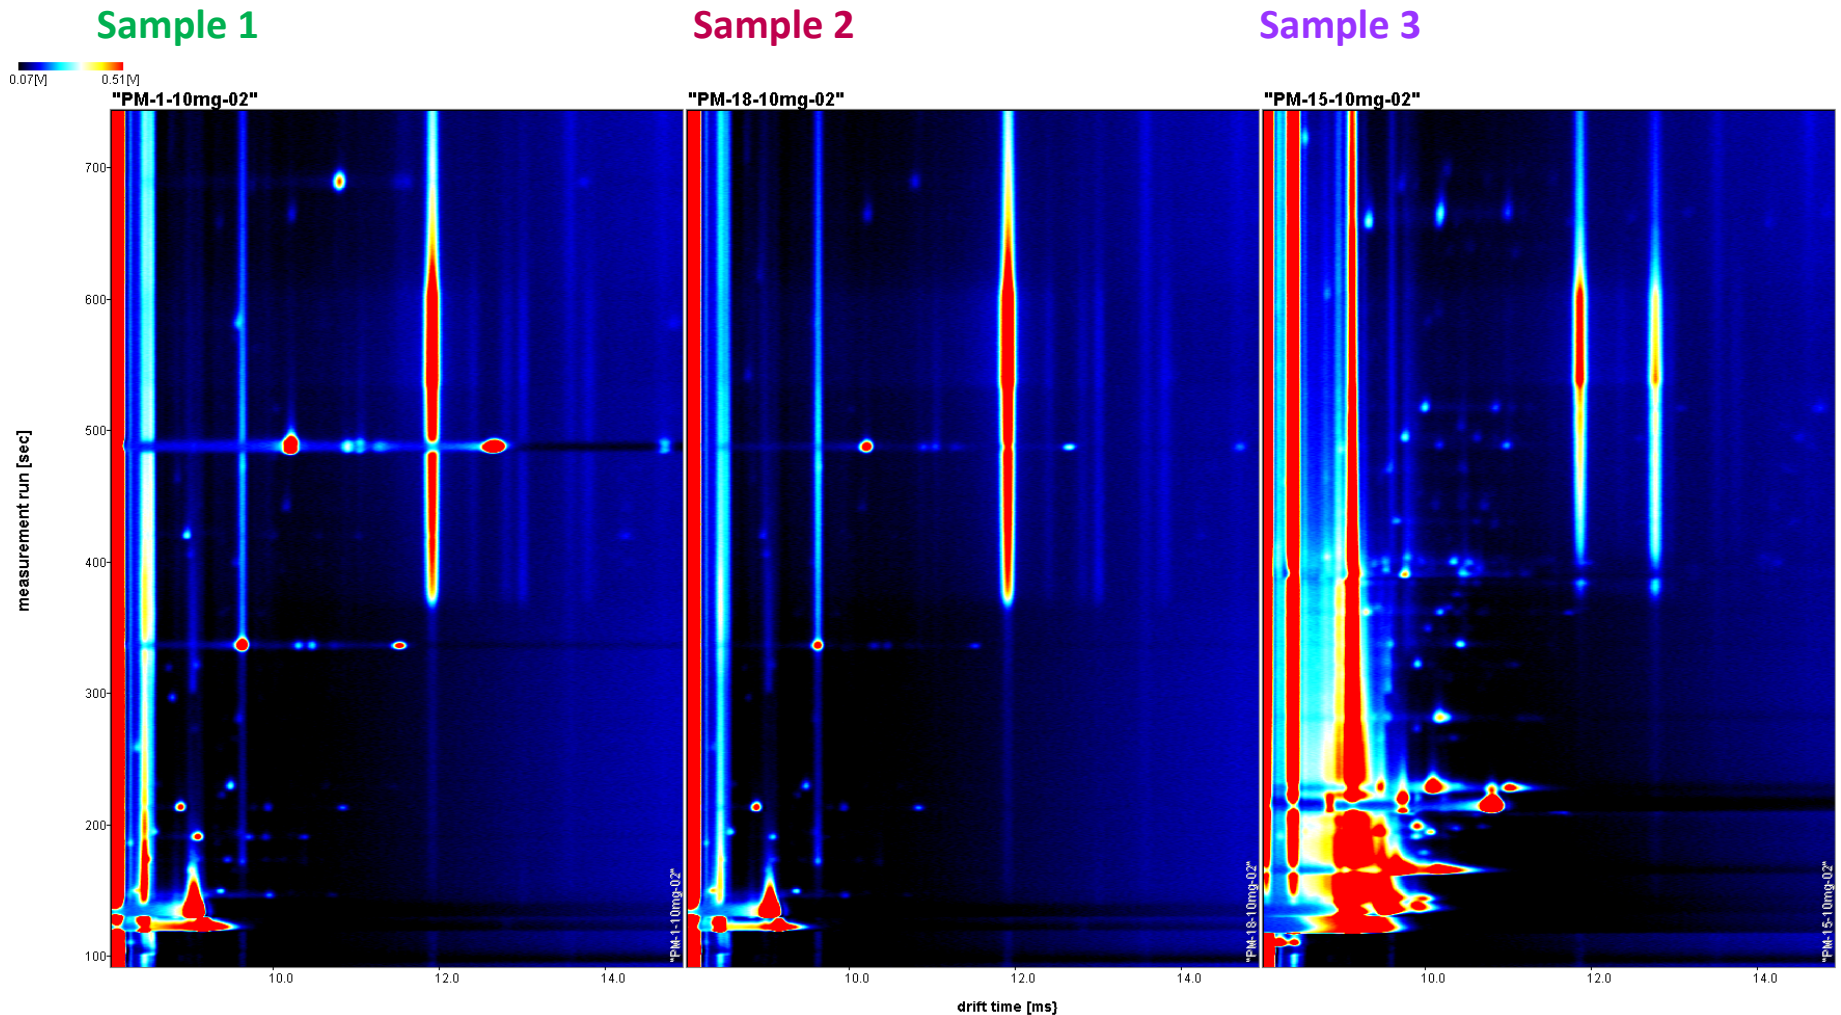 Sample 1 Sample 2 Sample 3
0.07[V] 0.51[V]
"PM-1-10mg-02" "PM-18-10mg-02" "PM-15-10mg-02"
700
600
500
400
300
200
100
measurement run [sec]
"PM-1-10mg-02" "PM-18-10mg-02" "PM-15-10mg-02"
10.0 12.0 14.0 10.0 12.0 14.0 10.0 12.0 14.0
drift time [ms}